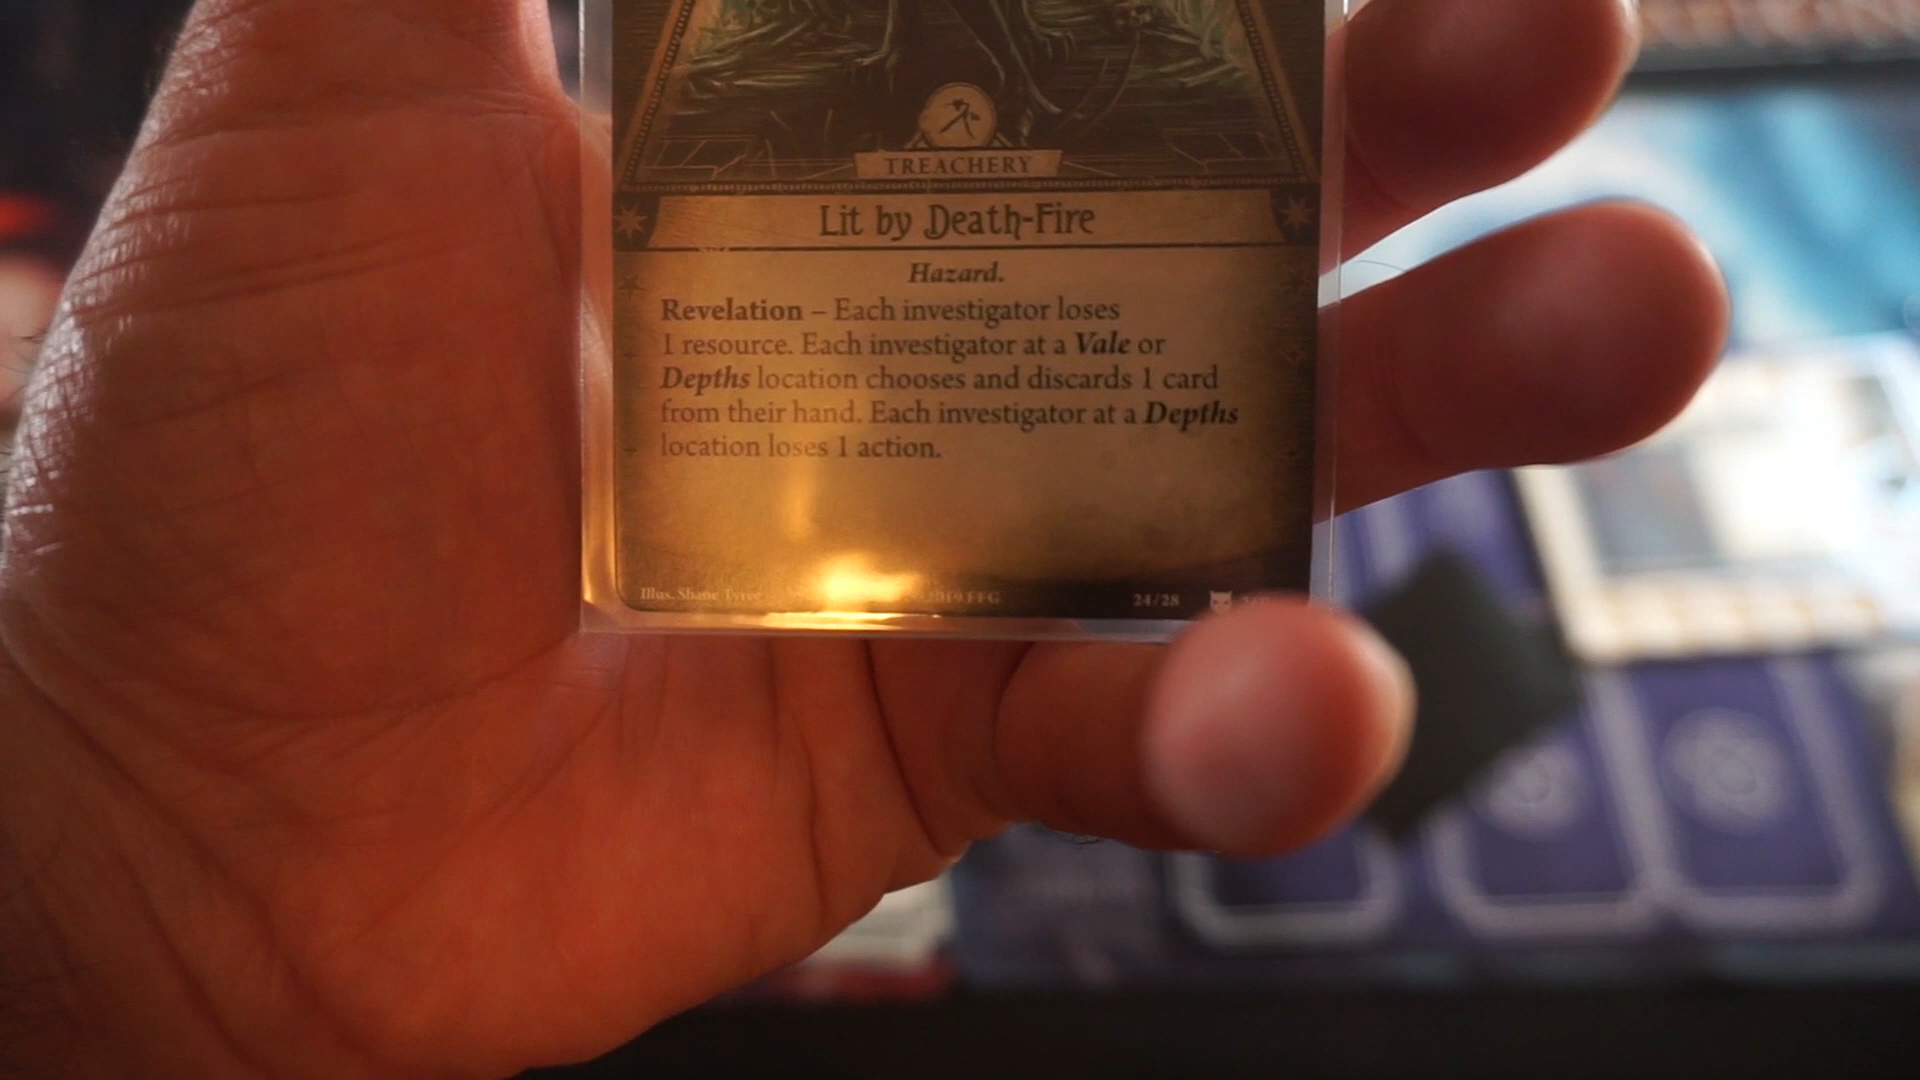 TREACHERY
Lit by Death-Fire
Hazard.
Revelation – Each investigator loses
1 resource. Each investigator at a Vale or
Depths location chooses and discards 1 card
from their hand. Each investigator at a Depths
location loses 1 action.
Illus. Shane Tyree 2019 FFG 24/28